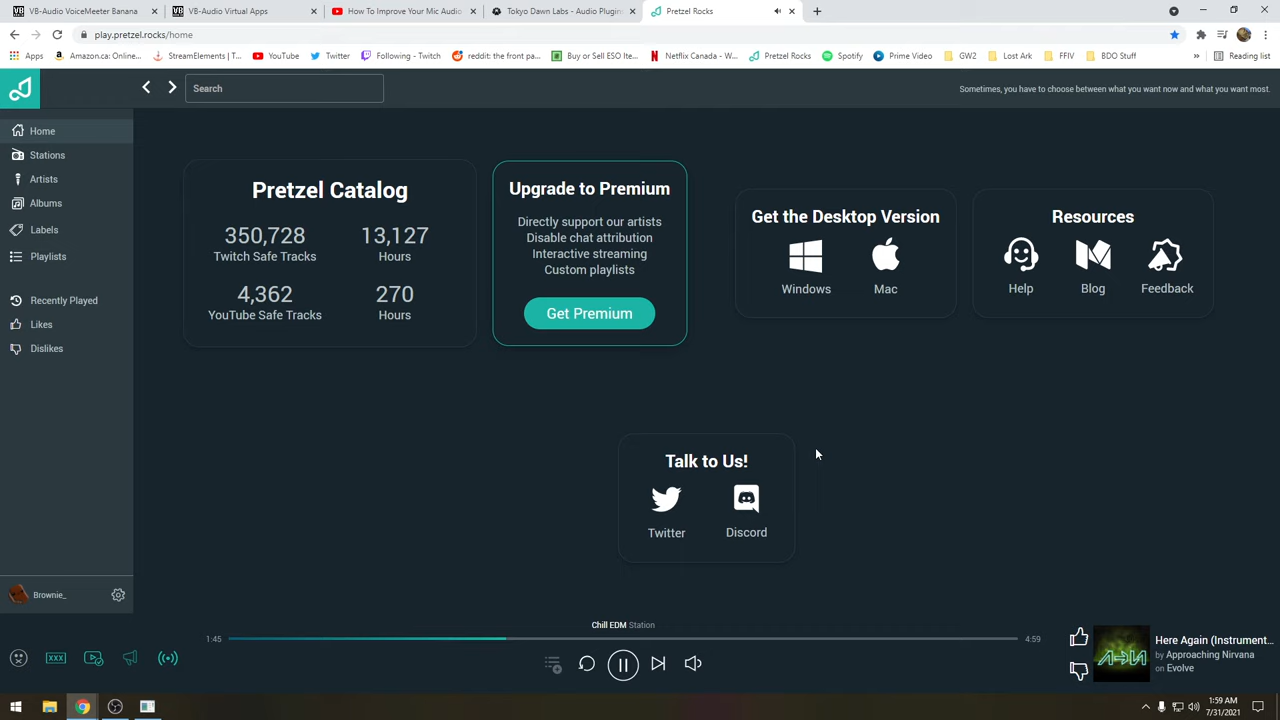 VB-Audio VoiceMeeter Banana
VB-Audio Virtual Apps
How To Improve Your Mic Audio
Tokyo Dawn Labs - Audio Plugin
Pretzel Rocks
play.pretzel.rocks/home
Apps
Amazon.ca: Online...
StreamElements | T...
YouTube
Twitter
Following - Twitch
reddit: the front pa...
Buy or Sell ESO Ite...
Netflix Canada - W...
Pretzel Rocks
Spotify
Prime Video
GW2
Lost Ark
FFIV
BDO Stuff
Reading list
Search
Sometimes, you have to choose between what you want now and what you want most.
Home
Stations
Artists
Albums
Labels
Playlists
Recently Played
Likes
Dislikes
Pretzel Catalog
350,728
Twitch Safe Tracks
13,127
Hours
4,362
YouTube Safe Tracks
270
Hours
Upgrade to Premium
Directly support our artists
Disable chat attribution
Interactive streaming
Custom playlists
Get Premium
Get the Desktop Version
Windows
Mac
Resources
Help
Blog
Feedback
Talk to Us!
Twitter
Discord
Brownie_
Chill EDM Station
1:45
4:59
XXX
Here Again (Instrument...
by Approaching Nirvana
on Evolve
1:59 AM
7/31/2021